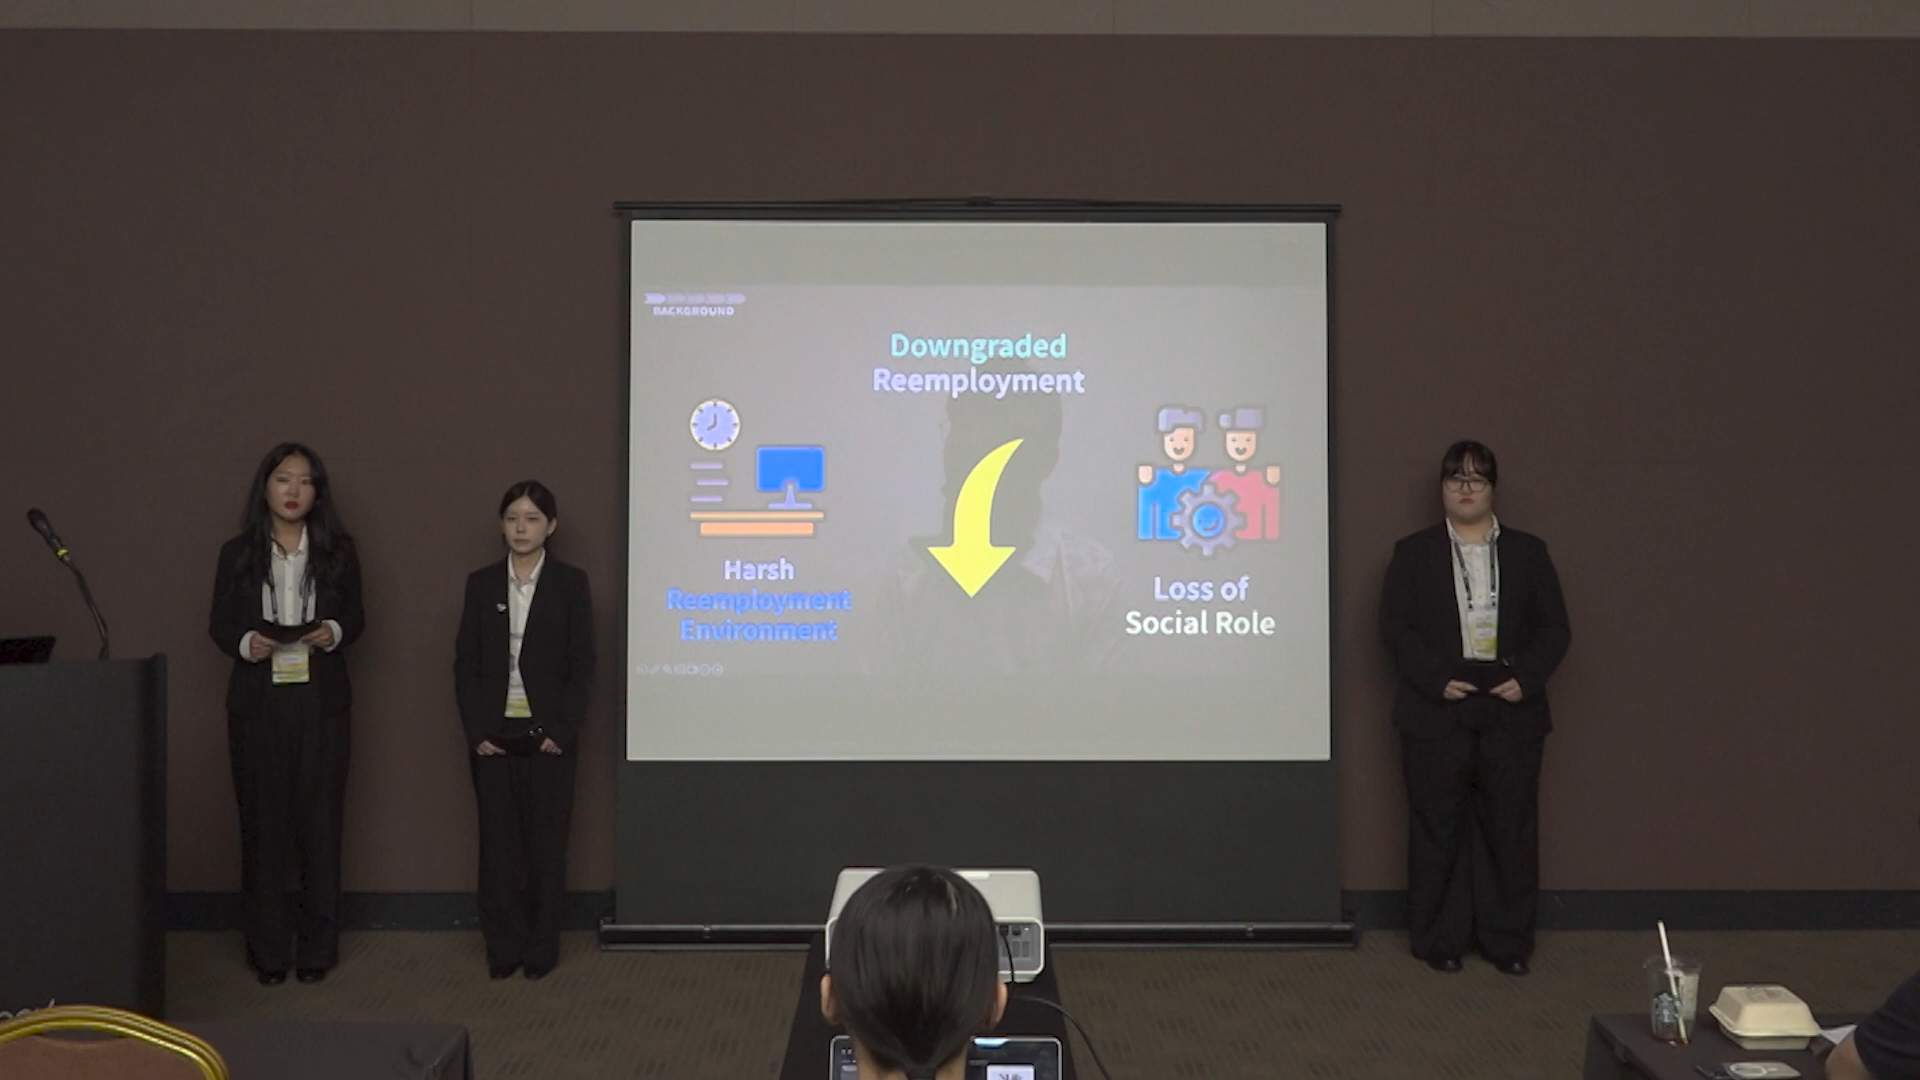 BACKGROUND
Downgraded
Reemployment
Harsh
Reemployment
Environment
Loss of
Social Role